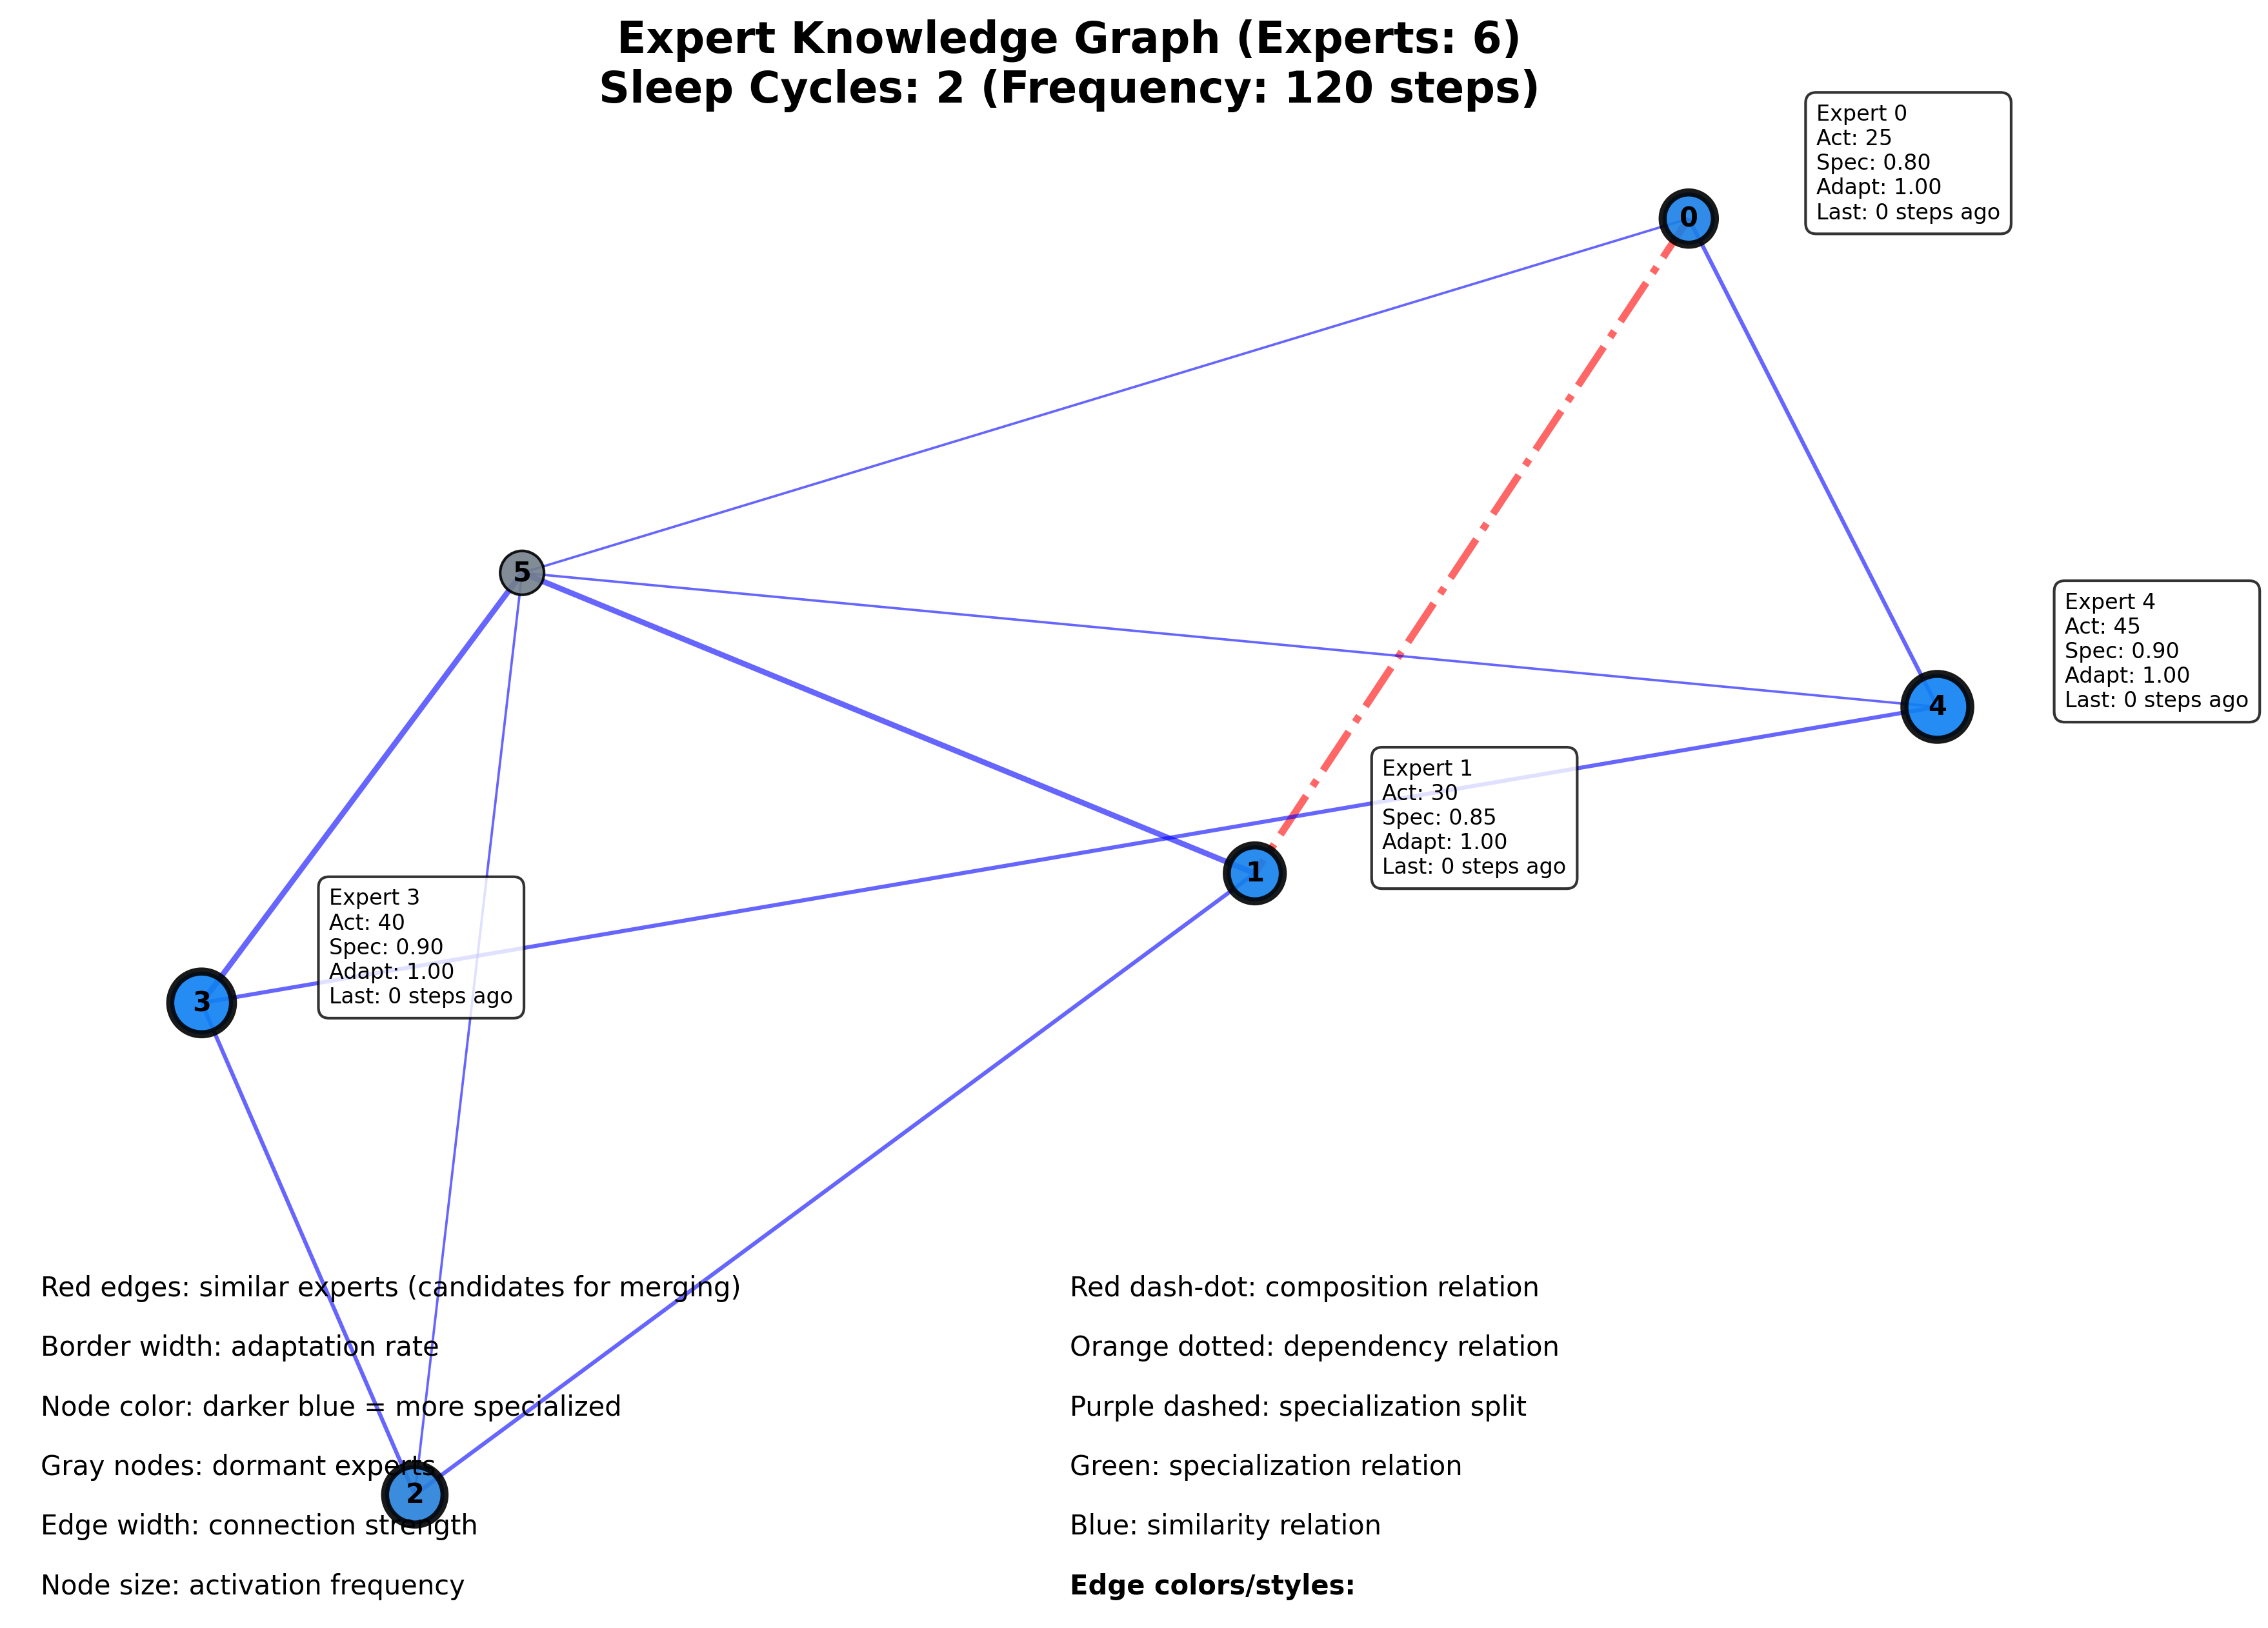 Expert Knowledge Graph (Experts: 6)
Sleep Cycles: 2 (Frequency: 120 steps)
Expert 0
Act: 25
Spec: 0.80
Adapt: 1.00
Last: 0 steps ago
0
5
Expert 4
Act: 45
Spec: 0.90
Adapt: 1.00
Last: 0 steps ago
4
Expert 1
Act: 30
Spec: 0.85
Adapt: 1.00
Last: 0 steps ago
1
Expert 3
Act: 40
Spec: 0.90
Adapt: 1.00
Last: 0 steps ago
3
2
Red edges: similar experts (candidates for merging)
Border width: adaptation rate
Node color: darker blue = more specialized
Gray nodes: dormant experts
Edge width: connection strength
Node size: activation frequency
Red dash-dot: composition relation
Orange dotted: dependency relation
Purple dashed: specialization split
Green: specialization relation
Blue: similarity relation
Edge colors/styles: